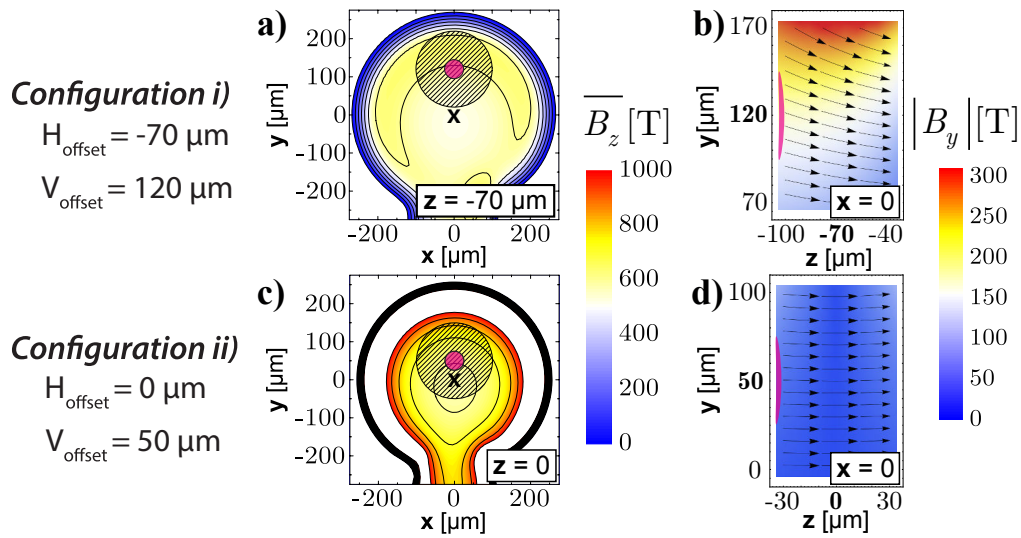 Configuration i)
H_offset = -70 µm
V_offset = 120 µm
a)
y [µm]
200
100
0
-100
-200
x
z = -70 µm
-200 0 200
x [µm]
B_z [T]
1000
800
600
400
200
0
b)
y[µm]
170
120
70
x = 0
-100 -70 -40
z [µm]
|B_y| [T]
300
250
200
150
100
50
0
Configuration ii)
H_offset = 0 µm
V_offset = 50 µm
c)
y [µm]
200
100
0
-100
-200
x
z = 0
-200 0 200
x [µm]
d)
y [µm]
100
50
0
x = 0
-30 0 30
z [µm]